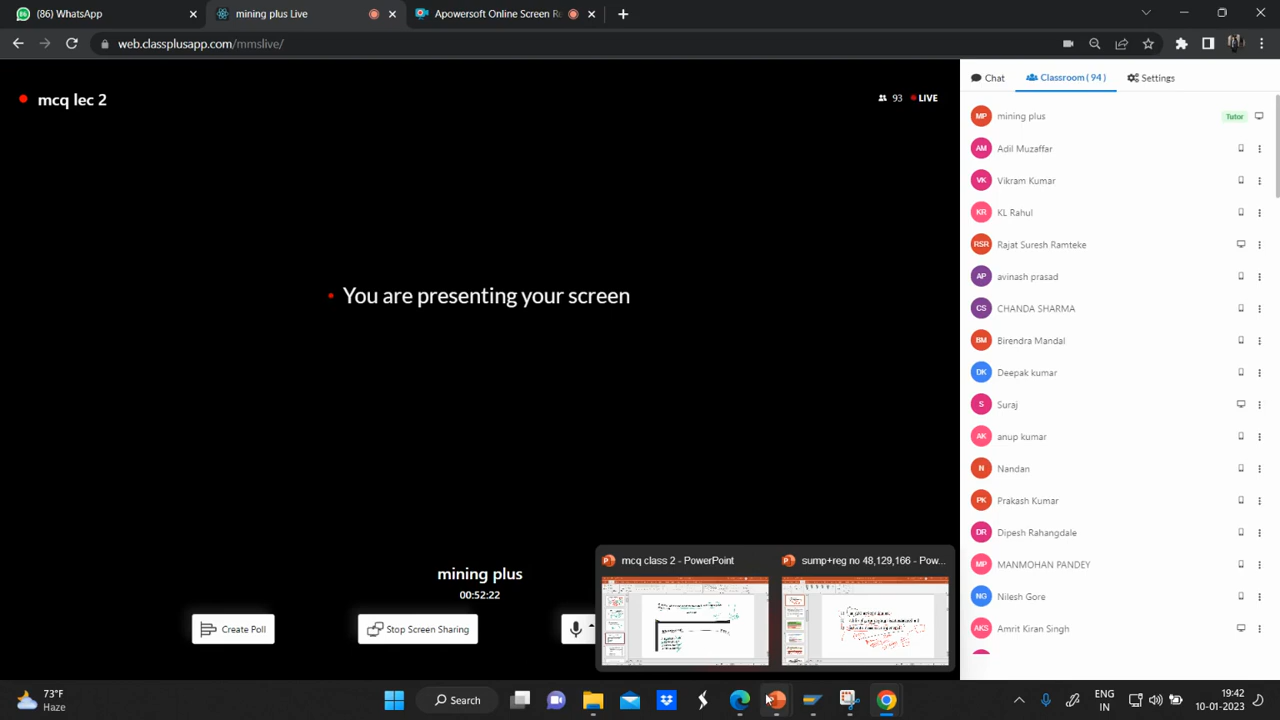 (86) WhatsApp
mining plus Live
Apowersoft Online Screen Re
web.classplusapp.com/mmslive/
mcq lec 2
93
LIVE
Chat
Classroom ( 94 )
Settings
MP
mining plus
Tutor
AM
Adil Muzaffar
VK
Vikram Kumar
KR
KL Rahul
RSR
Rajat Suresh Ramteke
AP
avinash prasad
CS
CHANDA SHARMA
BM
Birendra Mandal
DK
Deepak kumar
S
Suraj
AK
anup kumar
N
Nandan
PK
Prakash Kumar
DR
Dipesh Rahangdale
MP
MANMOHAN PANDEY
NG
Nilesh Gore
AKS
Amrit Kiran Singh
You are presenting your screen
mining plus
00:52:22
Create Poll
Stop Screen Sharing
mcq class 2 - PowerPoint
sump+reg no 48,129,166 - Pow...
73°F
Haze
Search
ENG
IN
19:42
10-01-2023